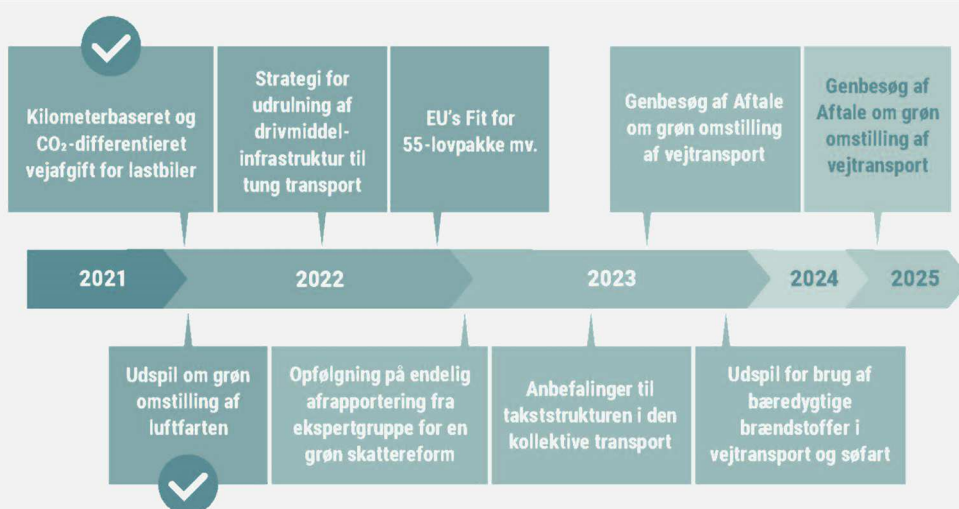 Kilometerbaseret og
CO₂-differentieret
vejafgift for lastbiler
Strategi for
udrulning af
drivmiddel-
infrastruktur til
tung transport
EU's Fit for
55-lovpakke mv.
Genbesøg af Aftale
om grøn omstilling
af vejtransport
Genbesøg af
Aftale om grøn
omstilling af
vejtransport
2021
2022
2023
2024
2025
Udspil om grøn
omstilling af
luftfarten
Opfølgning på endelig
afrapportering fra
ekspertgruppe for en
grøn skattereform
Anbefalinger til
takststrukturen i den
kollektive transport
Udspil for brug af
bæredygtige
brændstoffer i
vejtransport og søfart